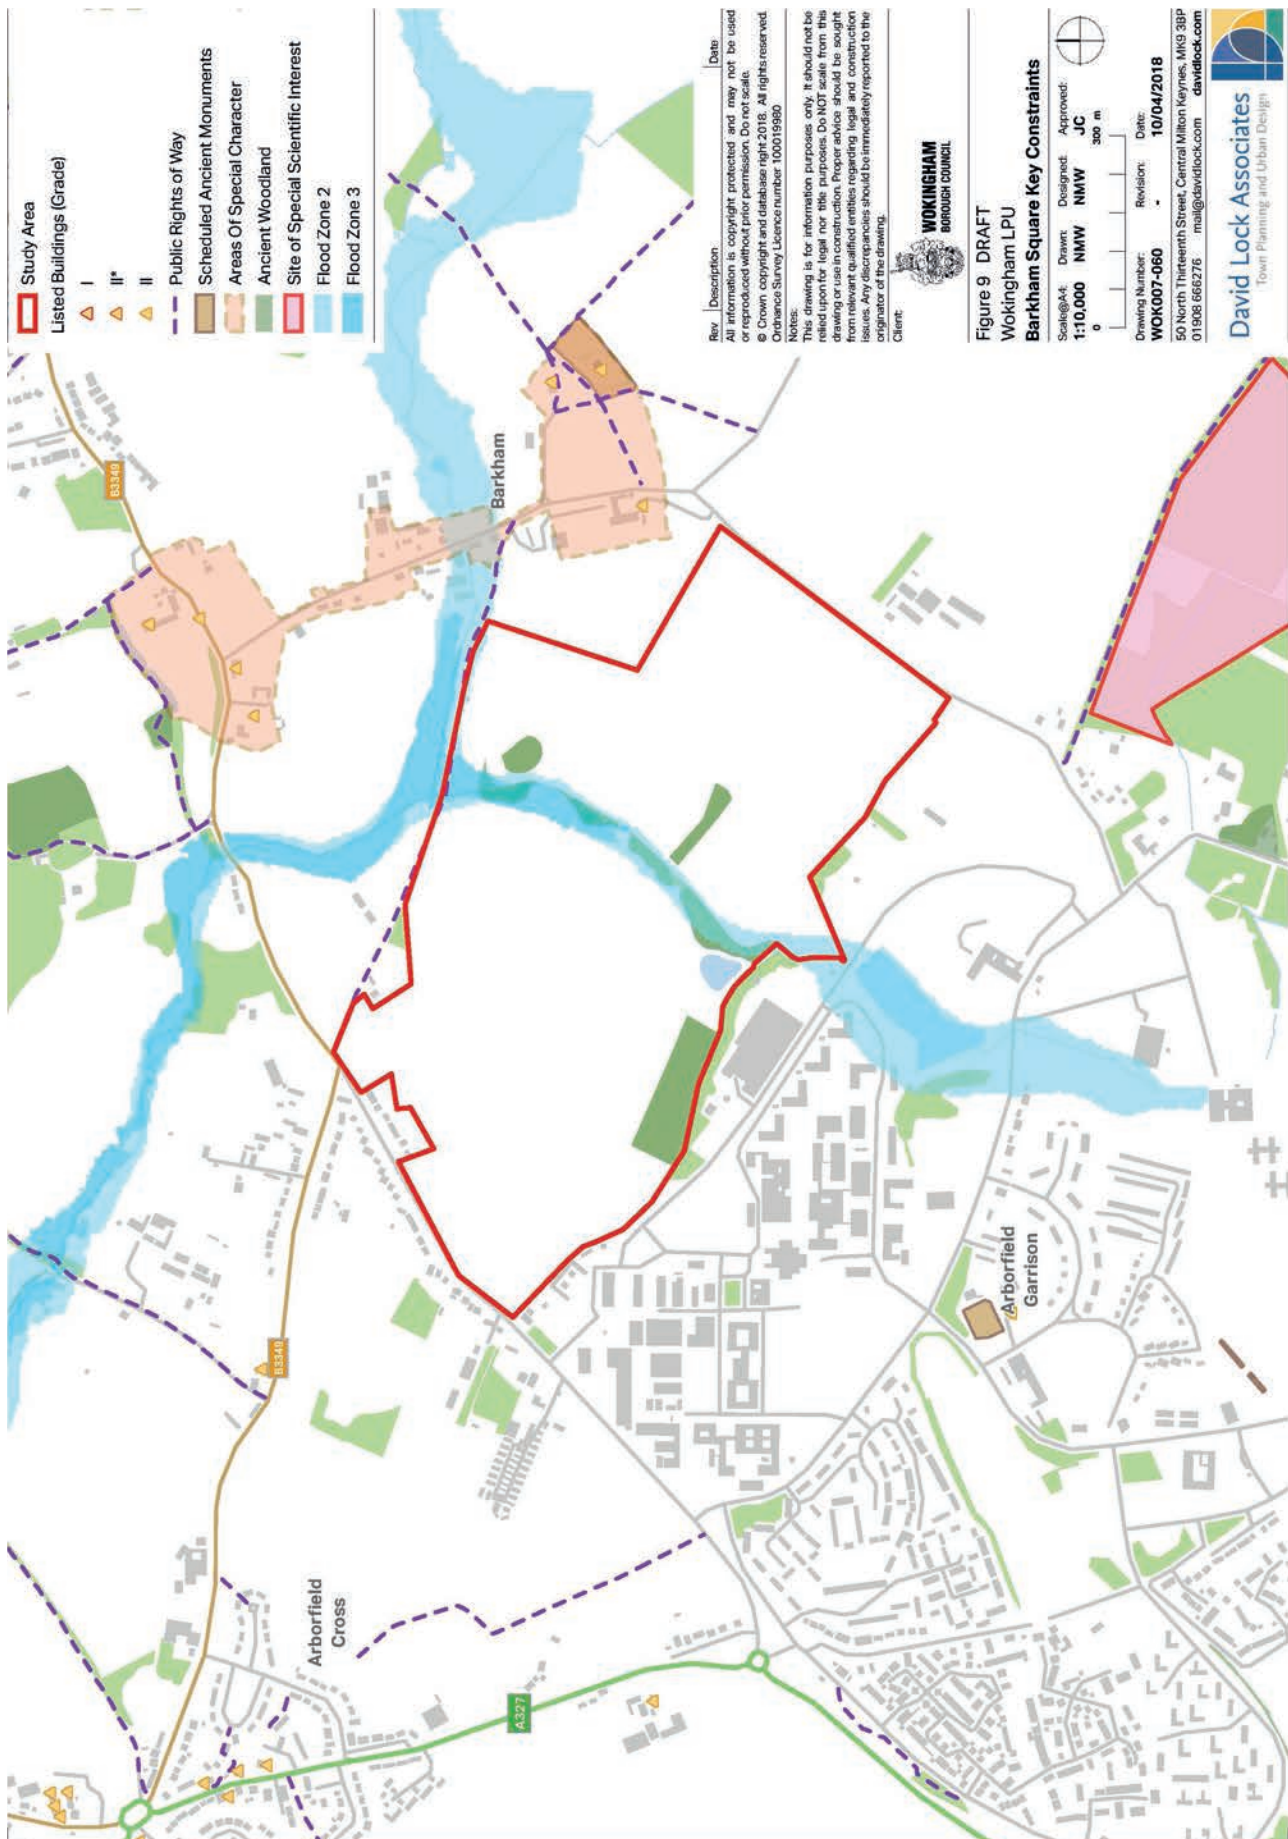 Study Area
Listed Buildings (Grade)
I
II*
II
Public Rights of Way
Scheduled Ancient Monuments
Areas Of Special Character
Ancient Woodland
Site of Special Scientific Interest
Flood Zone 2
Flood Zone 3
Rev Description Date
All information is copyright protected and may not be used
or reproduced without prior permission. Do not scale.
© Crown copyright and database right 2018. All rights reserved.
Ordnance Survey Licence number 100019980
Notes:
This drawing is for information purposes only. It should not be
relied upon for legal nor title purposes. Do NOT scale from this
drawing or use in construction. Proper advice should be sought
from relevant qualified entities regarding legal and construction
issues. Any discrepancies should be immediately reported to the
originator of the drawing.
Client:
WOKINGHAM
BOROUGH COUNCIL
Figure 9 DRAFT
Wokingham LPU
Barkham Square Key Constraints
Scale@A4: Drawn: Designed: Approved:
1:10,000 NMW NMW JC
0 300 m
Drawing Number: Revision: Date:
WOK007-060 - 10/04/2018
50 North Thirteenth Street, Central Milton Keynes, MK9 3BP
01908 666276 mail@davidlock.com davidlock.com
David Lock Associates
Town Planning and Urban Design
B3349
Barkham
B3349
Arborfield
Cross
A327
Arborfield
Garrison